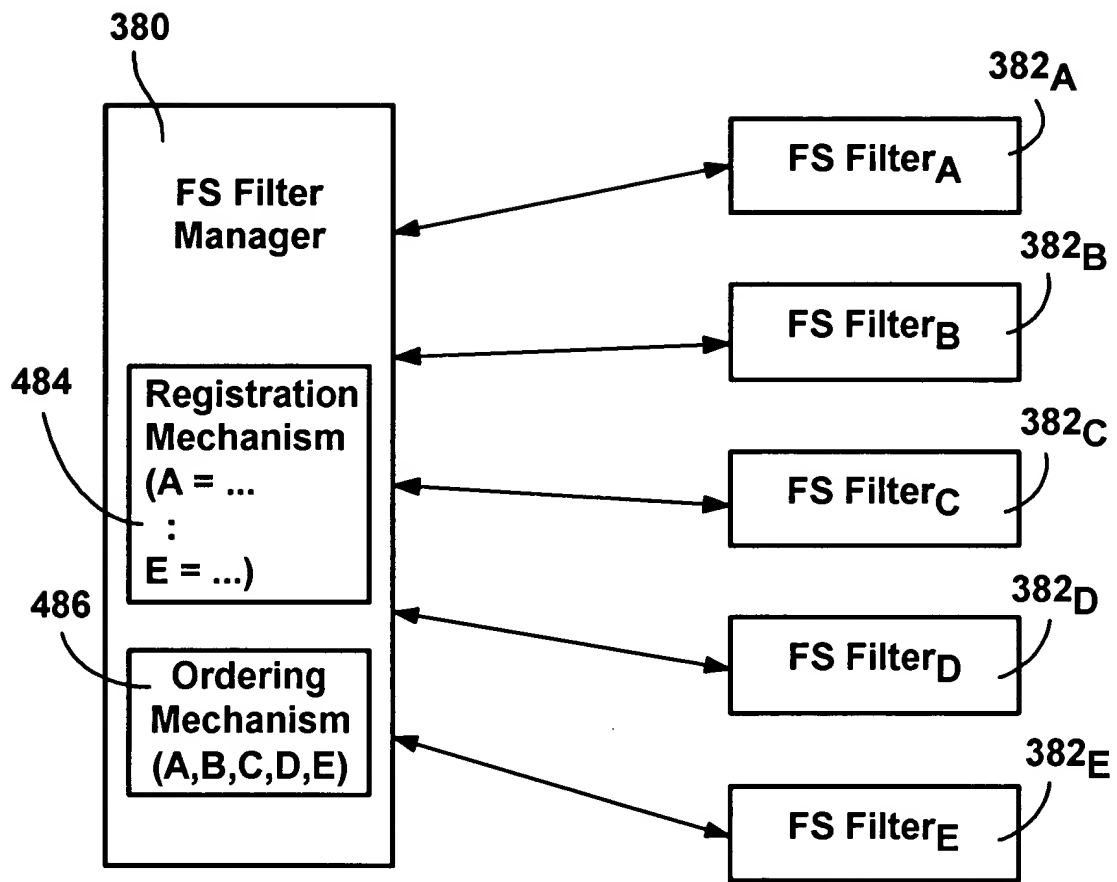 380
FS Filter
Manager
484
Registration
Mechanism
(A = ...
:
E = ...)
486
Ordering
Mechanism
(A,B,C,D,E)
382A
FS FilterA
382B
FS FilterB
382C
FS FilterC
382D
FS FilterD
382E
FS FilterE